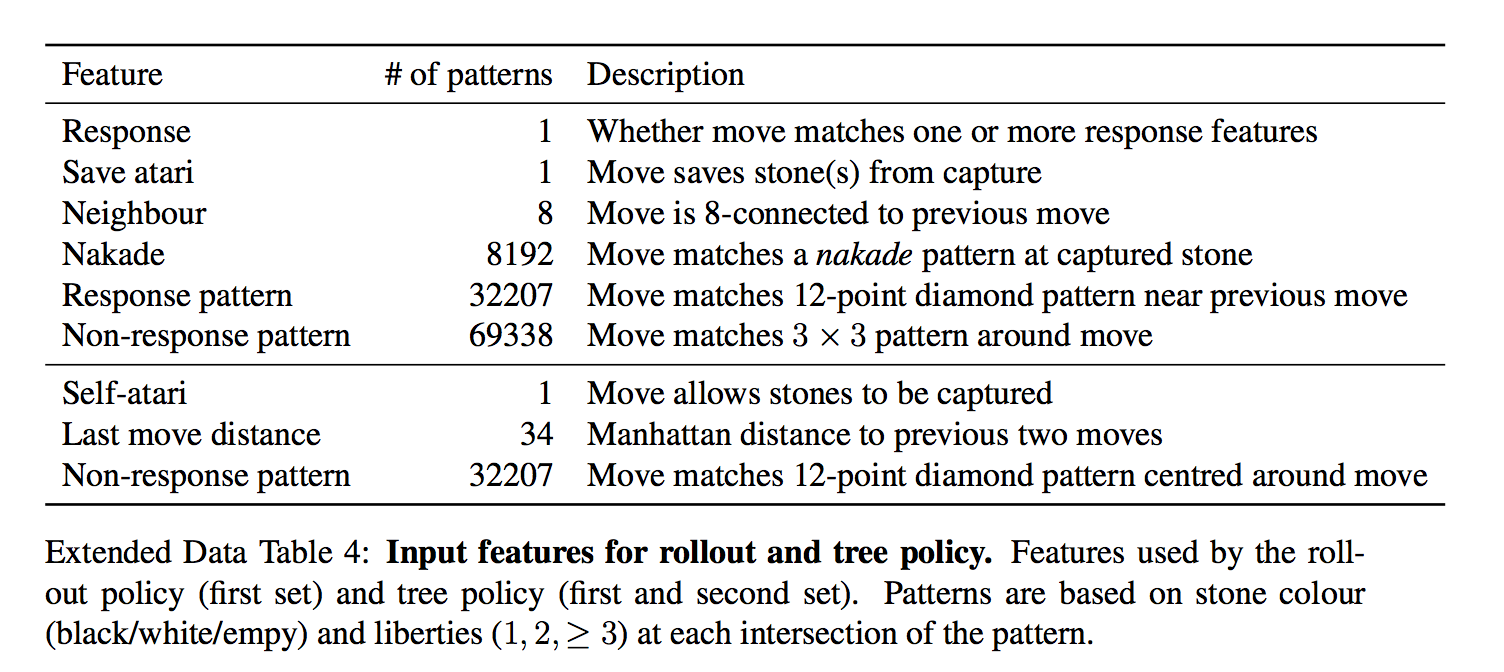 Feature # of patterns Description
Response 1 Whether move matches one or more response features
Save atari 1 Move saves stone(s) from capture
Neighbour 8 Move is 8-connected to previous move
Nakade 8192 Move matches a nakade pattern at captured stone
Response pattern 32207 Move matches 12-point diamond pattern near previous move
Non-response pattern 69338 Move matches 3 × 3 pattern around move
Self-atari 1 Move allows stones to be captured
Last move distance 34 Manhattan distance to previous two moves
Non-response pattern 32207 Move matches 12-point diamond pattern centred around move
Extended Data Table 4: Input features for rollout and tree policy. Features used by the roll-
out policy (first set) and tree policy (first and second set). Patterns are based on stone colour
(black/white/empy) and liberties (1, 2, ≥ 3) at each intersection of the pattern.